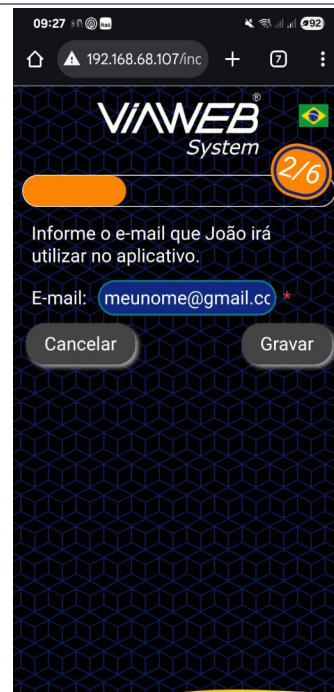 09:27
92
192.168.68.107/inc
7
VIAWEB®
System
2/6
Informe o e-mail que João irá
utilizar no aplicativo.
E-mail: meunome@gmail.cc *
Cancelar Gravar